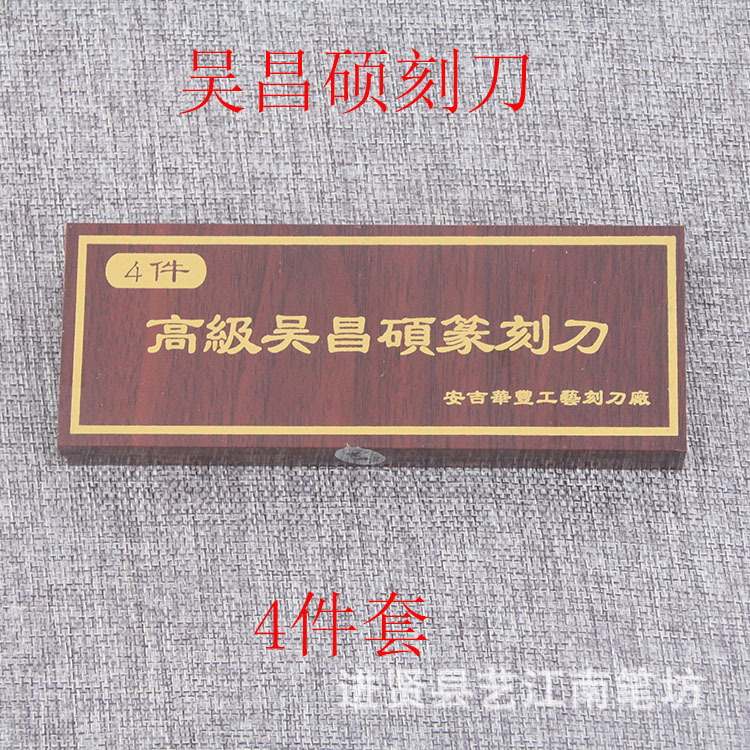 吴昌硕刻刀
4件
高級吴昌碩篆刻刀
安吉華豐工藝刻刀廠
4件套
进贤县艺江南笔坊